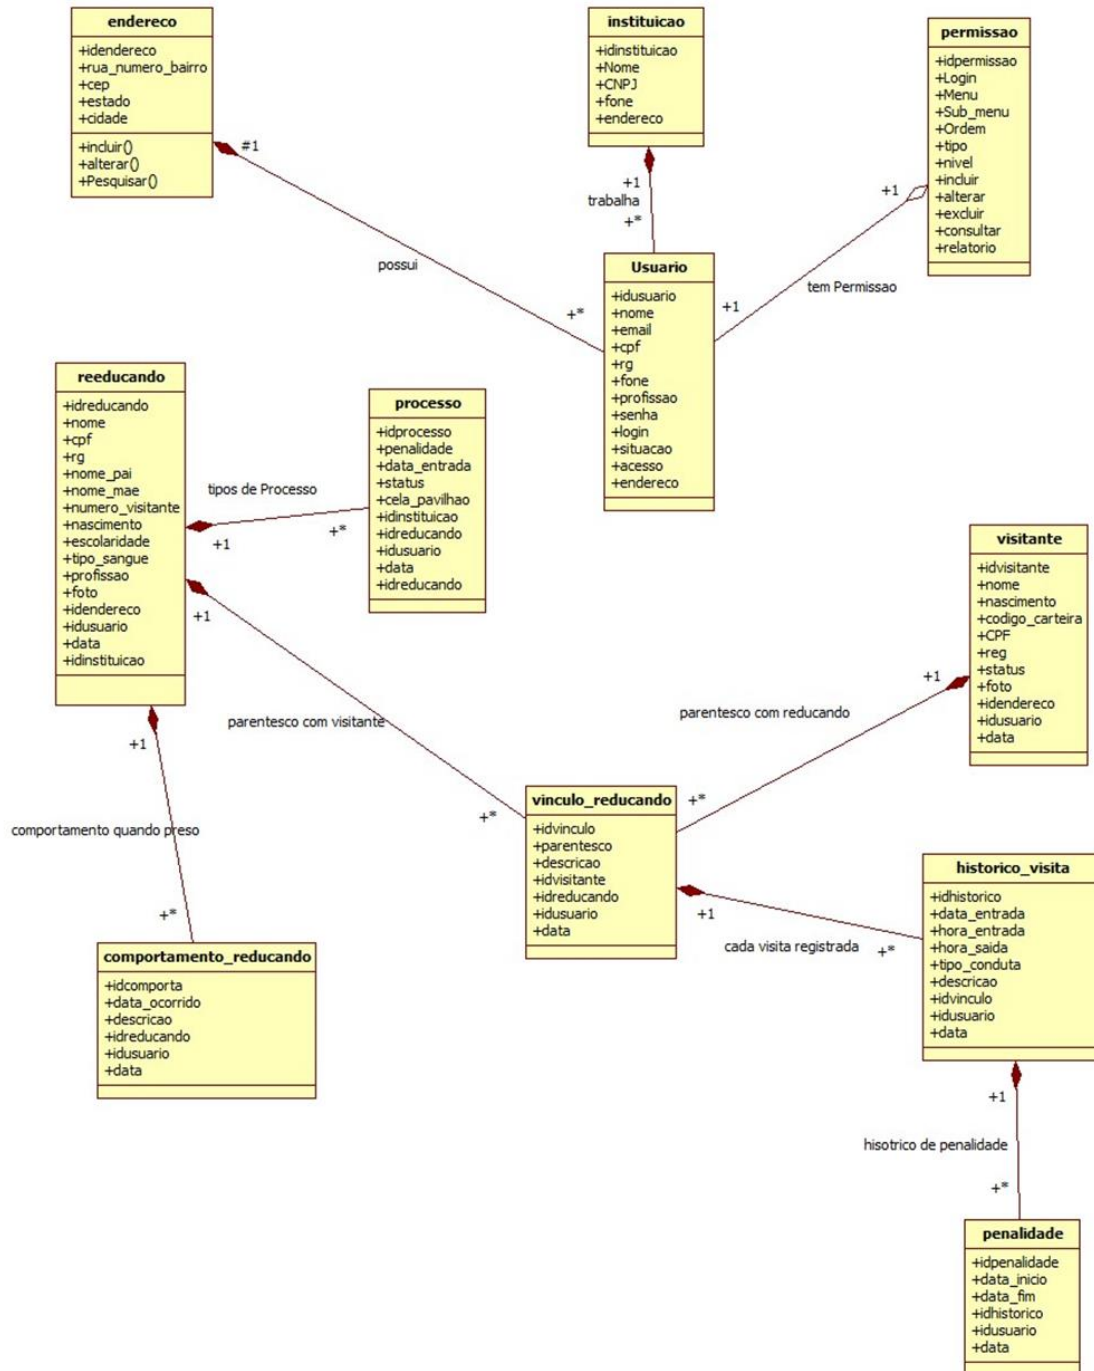 endereco
+idendereco
+rua_numero_bairro
+cep
+estado
+cidade
+incluir()
+alterar()
+Pesquisar()
instituicao
+idinstituicao
+Nome
+CNPJ
+fone
+endereco
permissao
+idpermissao
+Login
+Menu
+Sub_menu
+Ordem
+tipo
+nivel
+incluir
+alterar
+excluir
+consultar
+relatorio
#1
possui
+*
+1
trabalha
+*
+1
tem Permissao
+1
Usuario
+idusuario
+nome
+email
+cpf
+rg
+fone
+profissao
+senha
+login
+situacao
+acesso
+endereco
reeducando
+idreducando
+nome
+cpf
+rg
+nome_pai
+nome_mae
+numero_visitante
+nascimento
+escolaridade
+tipo_sangue
+profissao
+foto
+idendereco
+idusuario
+data
+idinstituicao
tipos de Processo
+1
+*
processo
+idprocesso
+penalidade
+data_entrada
+status
+cela_pavilhao
+idinstituicao
+idreducando
+idusuario
+data
+idreducando
visitante
+idvisitante
+nome
+nascimento
+codigo_carteira
+CPF
+reg
+status
+foto
+idendereco
+idusuario
+data
+1
parentesco com visitante
+*
+1
parentesco com reducando
+*
+1
comportamento quando preso
+*
vinculo_reducando
+idvinculo
+parentesco
+descricao
+idvisitante
+idreducando
+idusuario
+data
+1
cada visita registrada
+*
historico_visita
+idhistorico
+data_entrada
+hora_entrada
+hora_saida
+tipo_conduta
+descricao
+idvinculo
+idusuario
+data
comportamento_reducando
+idcomporta
+data_ocorrido
+descricao
+idreducando
+idusuario
+data
+1
hisotrico de penalidade
+*
penalidade
+idpenalidade
+data_inicio
+data_fim
+idhistorico
+idusuario
+data